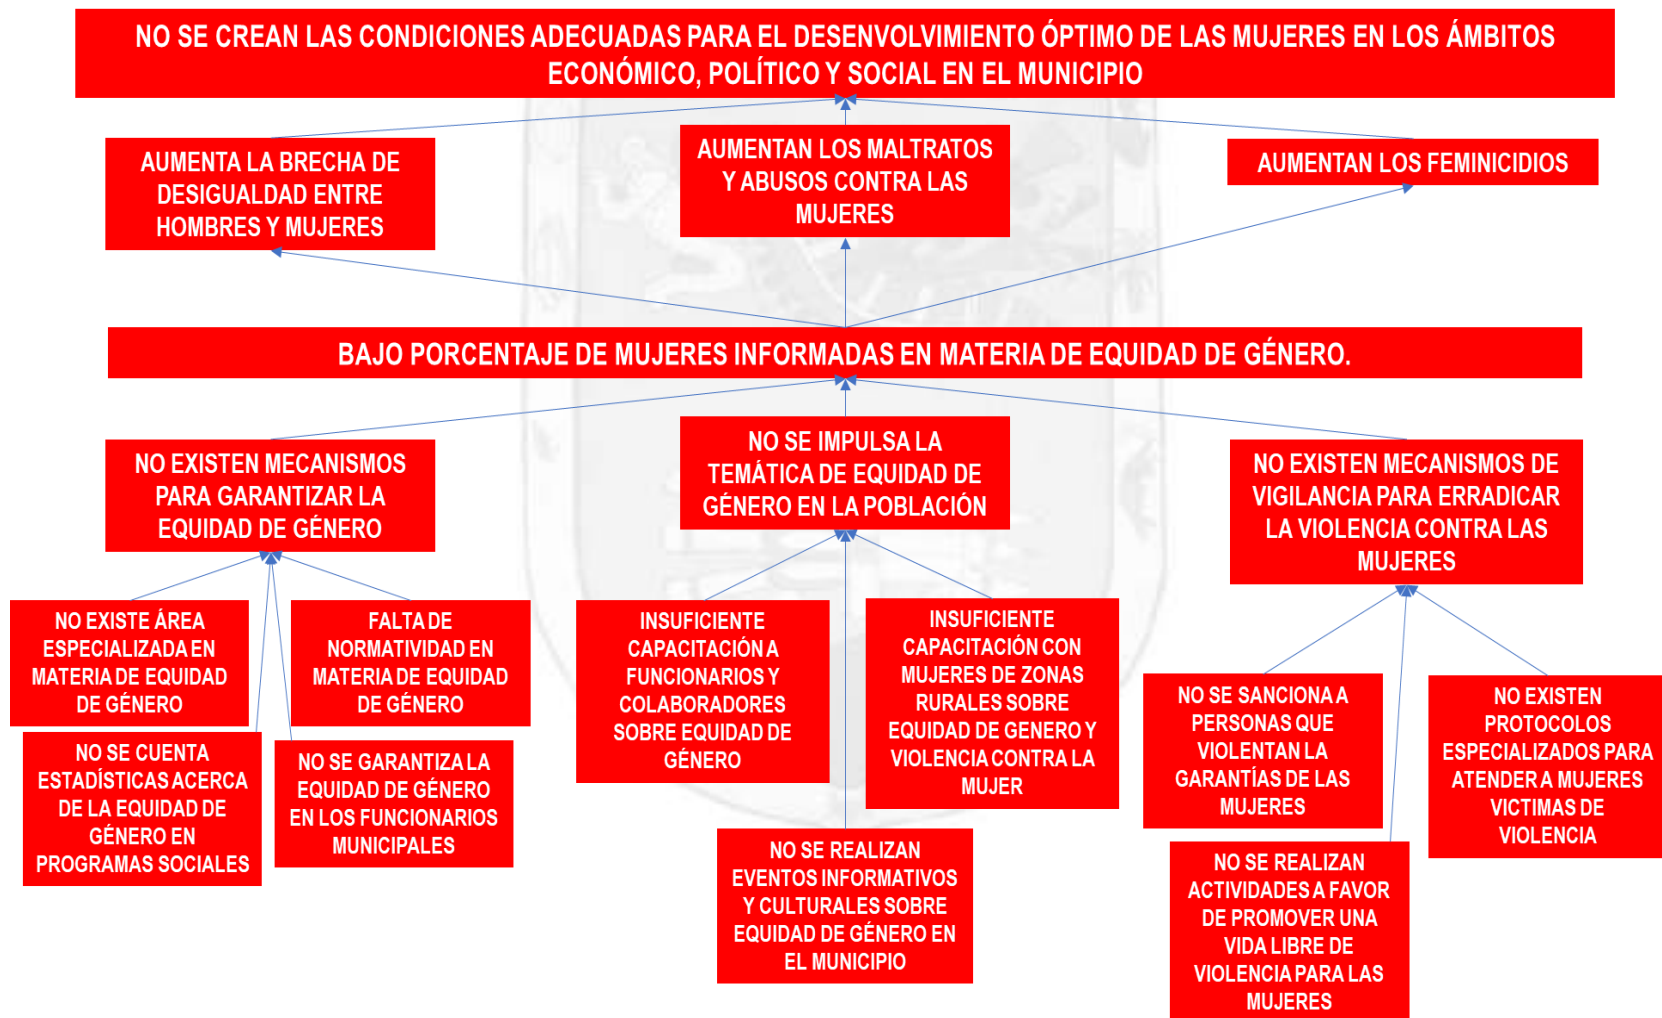 NO SE CREAN LAS CONDICIONES ADECUADAS PARA EL DESENVOLVIMIENTO ÓPTIMO DE LAS MUJERES EN LOS ÁMBITOS
ECONÓMICO, POLÍTICO Y SOCIAL EN EL MUNICIPIO
AUMENTA LA BRECHA DE
DESIGUALDAD ENTRE
HOMBRES Y MUJERES
AUMENTAN LOS MALTRATOS
Y ABUSOS CONTRA LAS
MUJERES
AUMENTAN LOS FEMINICIDIOS
BAJO PORCENTAJE DE MUJERES INFORMADAS EN MATERIA DE EQUIDAD DE GÉNERO.
NO EXISTEN MECANISMOS
PARA GARANTIZAR LA
EQUIDAD DE GÉNERO
NO SE IMPULSA LA
TEMÁTICA DE EQUIDAD DE
GÉNERO EN LA POBLACIÓN
NO EXISTEN MECANISMOS DE
VIGILANCIA PARA ERRADICAR
LA VIOLENCIA CONTRA LAS
MUJERES
NO EXISTE ÁREA
ESPECIALIZADA EN
MATERIA DE EQUIDAD
DE GÉNERO
FALTA DE
NORMATIVIDAD EN
MATERIA DE EQUIDAD
DE GÉNERO
NO SE CUENTA
ESTADÍSTICAS ACERCA
DE LA EQUIDAD DE
GÉNERO EN
PROGRAMAS SOCIALES
NO SE GARANTIZA LA
EQUIDAD DE GÉNERO
EN LOS FUNCIONARIOS
MUNICIPALES
INSUFICIENTE
CAPACITACIÓN A
FUNCIONARIOS Y
COLABORADORES
SOBRE EQUIDAD DE
GÉNERO
INSUFICIENTE
CAPACITACIÓN CON
MUJERES DE ZONAS
RURALES SOBRE
EQUIDAD DE GENERO Y
VIOLENCIA CONTRA LA
MUJER
NO SE REALIZAN
EVENTOS INFORMATIVOS
Y CULTURALES SOBRE
EQUIDAD DE GÉNERO EN
EL MUNICIPIO
NO SE SANCIONA A
PERSONAS QUE
VIOLENTAN LA
GARANTÍAS DE LAS
MUJERES
NO EXISTEN
PROTOCOLOS
ESPECIALIZADOS PARA
ATENDER A MUJERES
VICTIMAS DE
VIOLENCIA
NO SE REALIZAN
ACTIVIDADES A FAVOR
DE PROMOVER UNA
VIDA LIBRE DE
VIOLENCIA PARA LAS
MUJERES